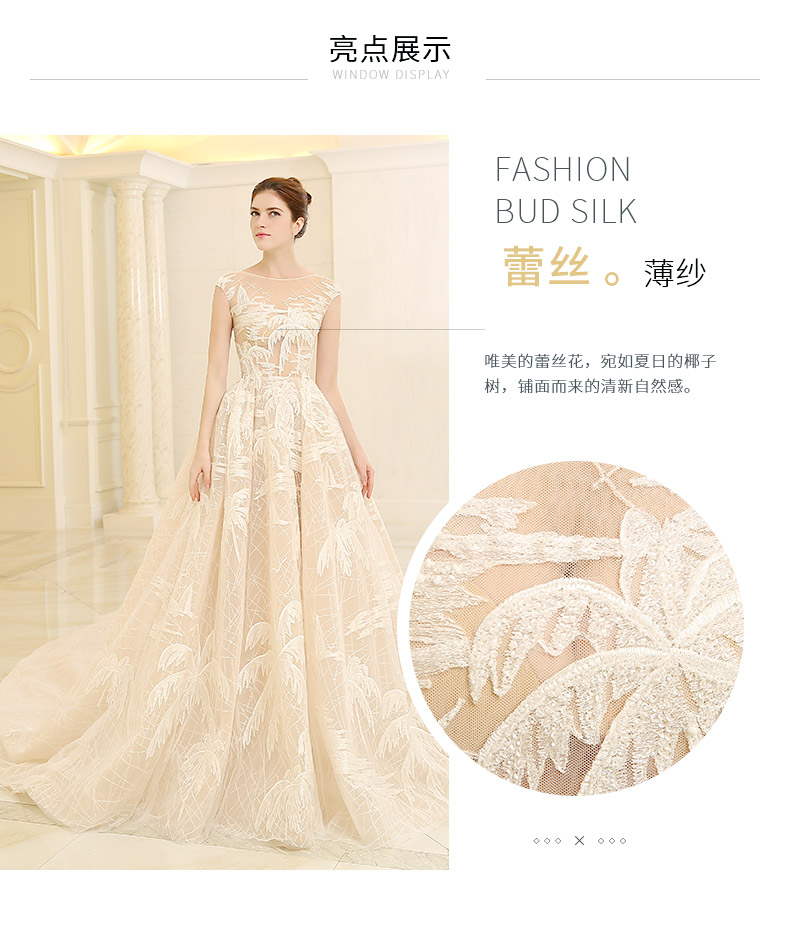 亮点展示
WINDOW DISPLAY
FASHION
BUD SILK
蕾丝。薄纱
唯美的蕾丝花，宛如夏日的椰子
树，铺面而来的清新自然感。